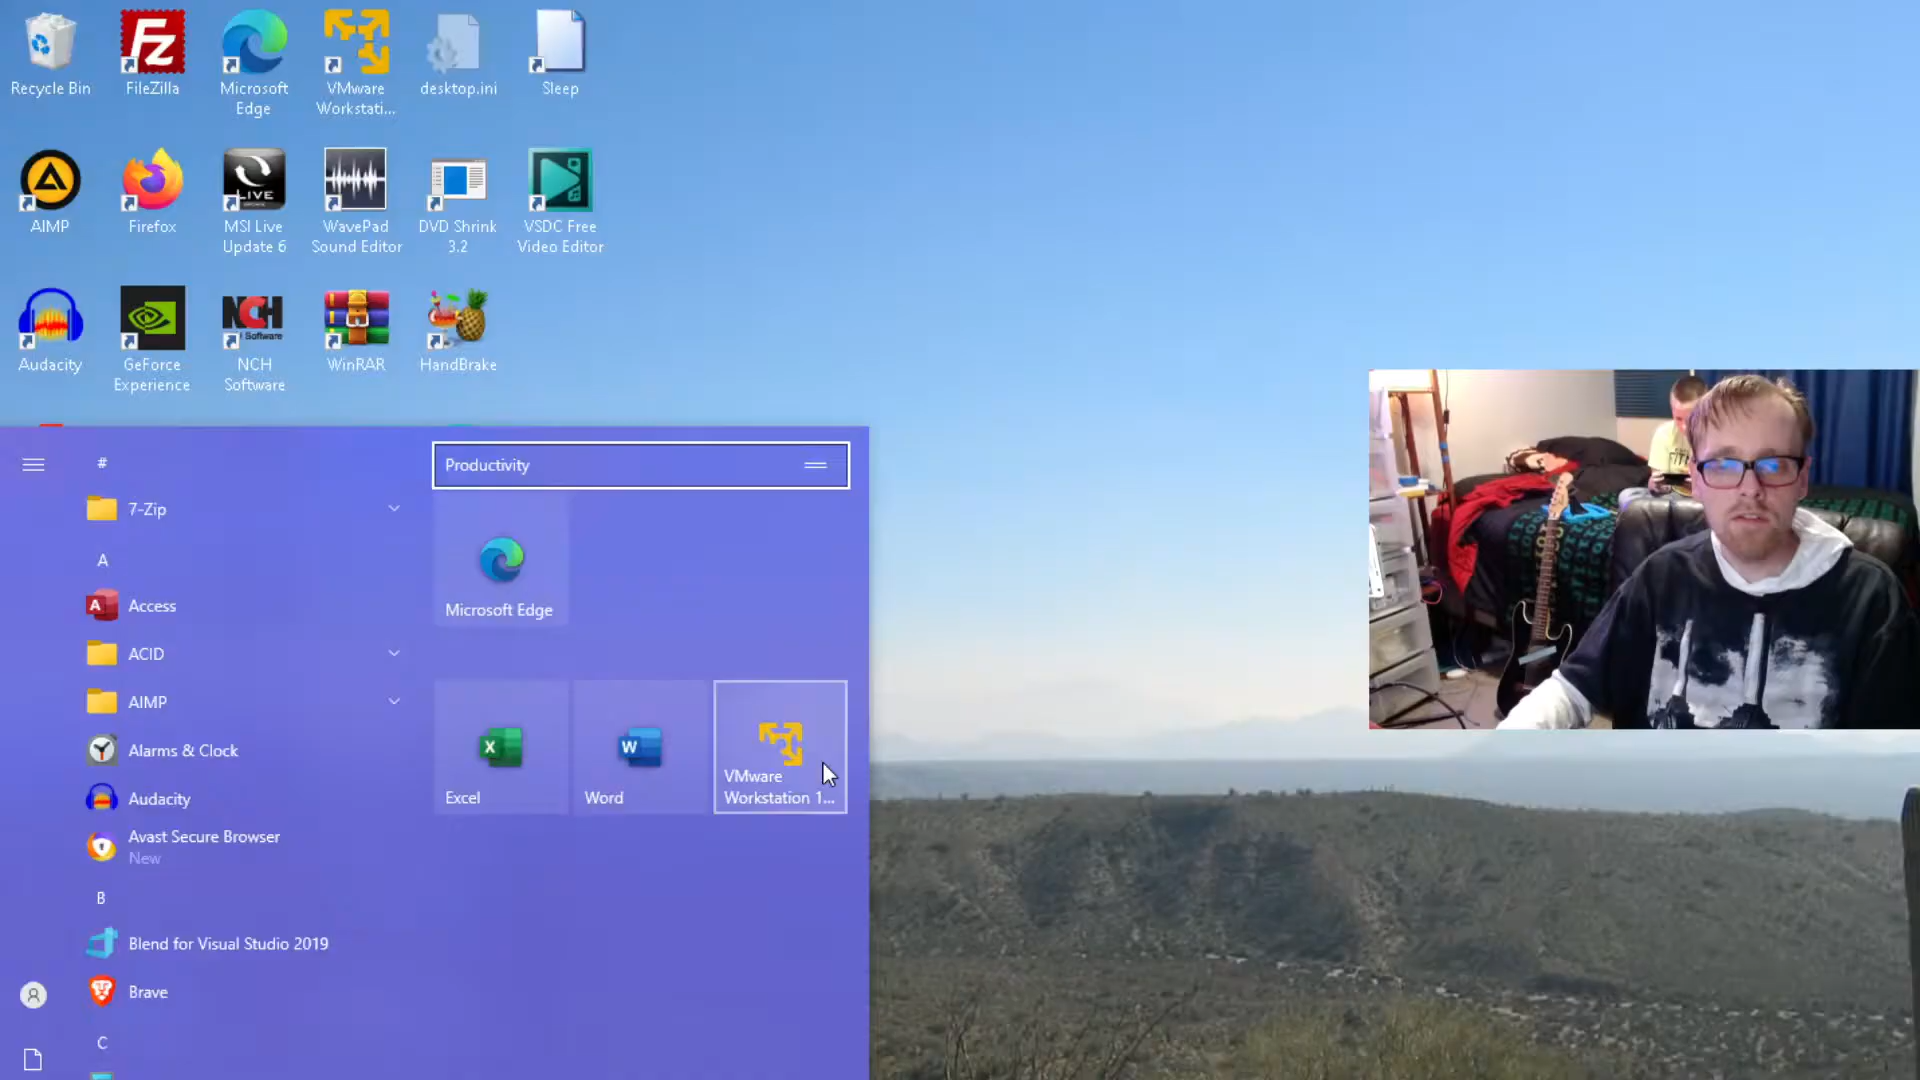 Recycle Bin
FileZilla
Microsoft
Edge
VMware
Workstati...
desktop.ini
Sleep
AIMP
Firefox
LIVE
MSI Live
Update 6
WavePad
Sound Editor
DVD Shrink
3.2
VSDC Free
Video Editor
Audacity
GeForce
Experience
NCH
Software
NCH
Software
WinRAR
HandBrake
#
7-Zip
A
Access
ACID
AIMP
Alarms & Clock
Audacity
Avast Secure Browser
New
B
Blend for Visual Studio 2019
Brave
C
Productivity
Microsoft Edge
Excel
Word
VMware
Workstation 1...